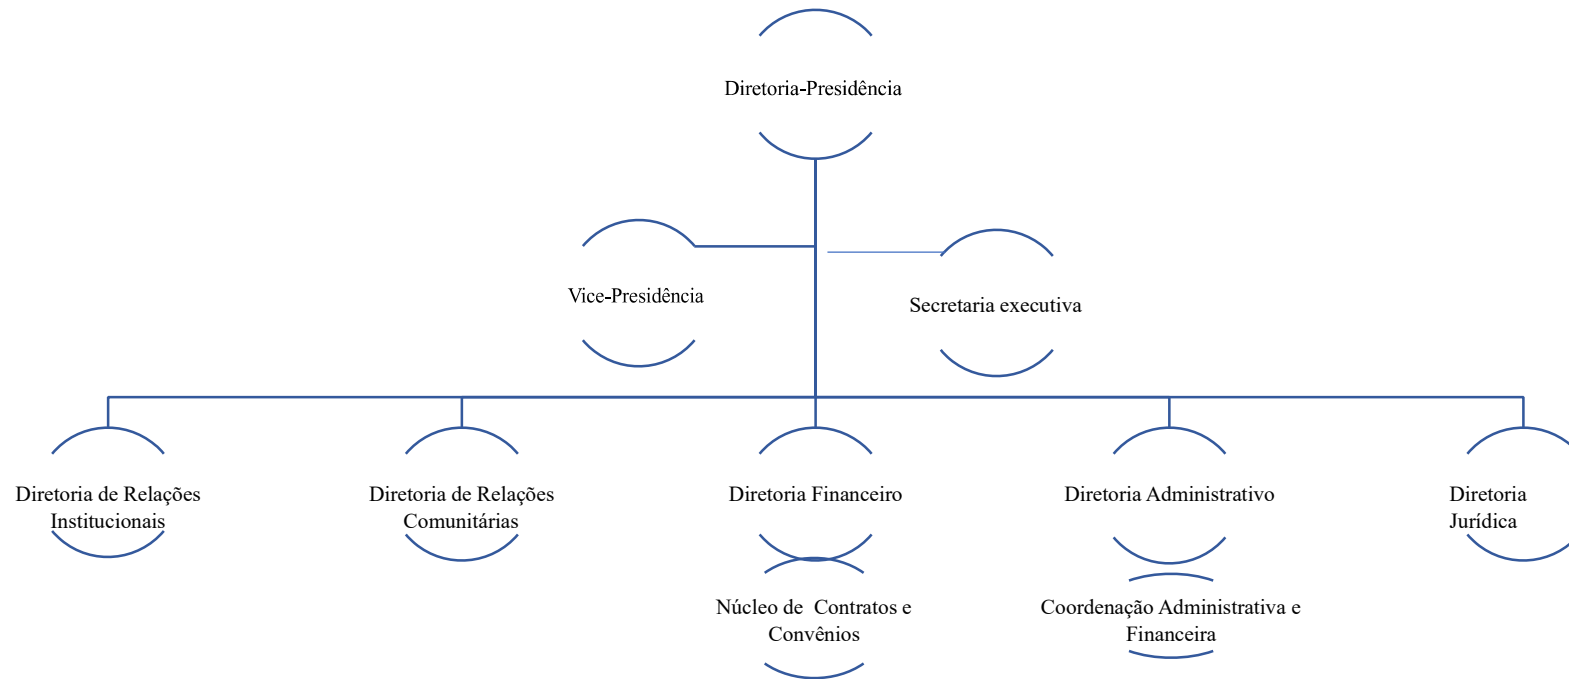 Diretoria-Presidência
Vice-Presidência
Secretaria executiva
Diretoria de Relações
Institucionais
Diretoria de Relações
Comunitárias
Diretoria Financeiro
Diretoria Administrativo
Diretoria
Jurídica
Núcleo de  Contratos e
Convênios
Coordenação Administrativa e
Financeira